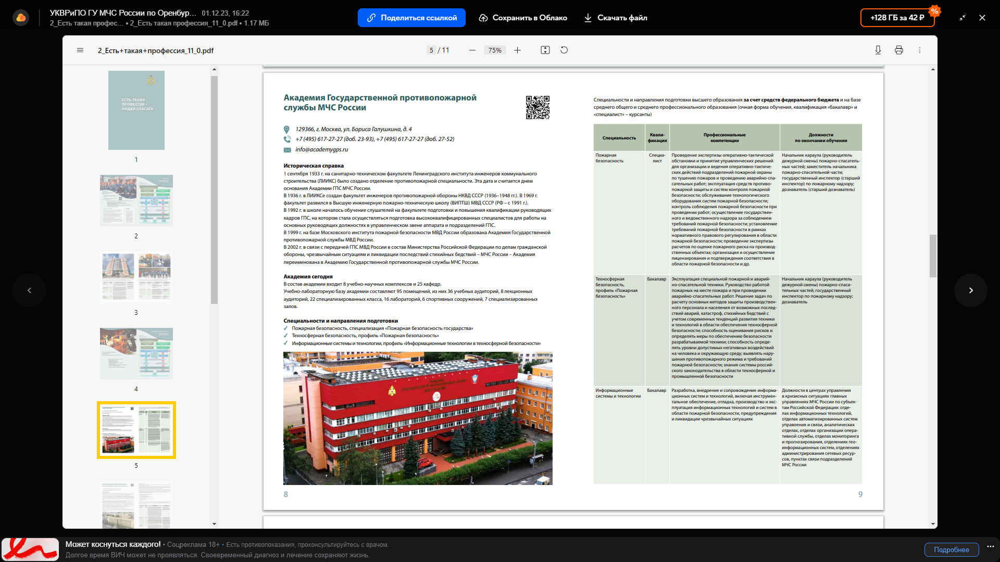 УКВРиПО ГУ МЧС России по Оренбур... 01.12.23, 16:22
2_Есть такая профес... • 2_Есть такая профессия_11_0.pdf • 1.17 МБ
Поделиться ссылкой
Сохранить в Облако
Скачать файл
+128 ГБ за 42 ₽
%
2_Есть+такая+профессия_11_0.pdf
5 / 11
75%
ЕСТЬ ТАКАЯ
ПРОФЕССИЯ –
ЛЮДЕЙ СПАСАТЬ
1
2
3
4
5
Академия Государственной противопожарной
службы МЧС России
129366, г. Москва, ул. Бориса Галушкина, д. 4
+7 (495) 617-27-27 (доб. 23-93), +7 (495) 617-27-27 (доб. 27-52)
info@academygps.ru
Историческая справка
1 сентября 1933 г. на санитарно-техническом факультете Ленинградского института инженеров коммунального
строительства (ЛИИКС) было создано отделение противопожарной специальности. Эта дата и считается днем
основания Академии ГПС МЧС России.
В 1936 г. в ЛИИКСе создан факультет инженеров противопожарной обороны НКВД СССР (1936–1948 гг.). В 1969 г.
факультет развился в Высшую инженерную пожарно-техническую школу (ВИПТШ) МВД СССР (РФ – с 1991 г.).
В 1992 г. в школе началось обучение слушателей на факультете подготовки и повышения квалификации руководящих
кадров ГПС, на котором стала осуществляться подготовка высококвалифицированных специалистов для работы на
основных руководящих должностях в управленческом звене аппарата и подразделений ГПС.
В 1999 г. на базе Московского института пожарной безопасности МВД России образована Академия Государственной
противопожарной службы МВД России.
В 2002 г. в связи с передачей ГПС МВД России в состав Министерства Российской Федерации по делам гражданской
обороны, чрезвычайным ситуациям и ликвидации последствий стихийных бедствий – МЧС России – Академия
переименована в Академию Государственной противопожарной службы МЧС России.
Академия сегодня
В состав академии входит 8 учебно-научных комплексов и 25 кафедр.
Учебно-лабораторную базу академии составляют 95 помещений, из них 36 учебных аудиторий, 8 лекционных
аудиторий, 22 специализированных класса, 16 лабораторий, 6 спортивных сооружений, 7 специализированных
залов.
Специальности и направления подготовки
✓ Пожарная безопасность, специализация «Пожарная безопасность государства»
✓ Техносферная безопасность, профиль «Пожарная безопасность»
✓ Информационные системы и технологии, профиль «Информационные технологии в техносферной безопасности»
8
Специальности и направления подготовки высшего образования за счет средств федерального бюджета и на базе
среднего общего и среднего профессионального образования (очная форма обучения, квалификация «бакалавр» и
«специалист» – курсанты)
Специальность
Квали-
фикация
Профессиональные
компетенции
Должности
по окончании обучения
Пожарная
безопасность
Специа-
лист
Проведение экспертизы оперативно-тактической
обстановки и принятие управленческих решений
для организации и ведения оперативно-тактиче-
ских действий подразделений пожарной охраны
по тушению пожаров и проведению аварийно-спа-
сательных работ; эксплуатация средств противо-
пожарной защиты и систем контроля пожарной
безопасности; обслуживание технологического
оборудования систем пожарной безопасности;
контроль соблюдения пожарной безопасности при
проведении работ; осуществление государствен-
ного и ведомственного надзора за соблюдением
требований пожарной безопасности; установление
требований пожарной безопасности в рамках
нормативного правового регулирования в области
пожарной безопасности; проведение экспертизы
расчетов по оценке пожарного риска на производ-
ственных объектах; организация и осуществление
лицензирования и подтверждения соответствия в
области пожарной безопасности и др.
Начальник караула (руководитель
дежурной смены) пожарно-спасатель-
ных частей; заместитель начальника
пожарно-спасательной части;
государственный инспектор (старший
инспектор) по пожарному надзору;
дознаватель (старший дознаватель)
Техносферная
безопасность,
профиль «Пожарная
безопасность»
Бакалавр
Эксплуатация специальной пожарной и аварий-
но-спасательной техники. Руководство работой
пожарных на месте пожара и при проведении
аварийно-спасательных работ. Решение задач по
расчету основных методов защиты производствен-
ного персонала и населения от возможных послед-
ствий аварий, катастроф, стихийных бедствий с
учетом современных тенденций развития техники
и технологий в области обеспечения техносферной
безопасности; способность оценивания рисков и
определять меры по обеспечению безопасности
разрабатываемой техники; способность опреде-
лять уровни допустимых негативных воздействий
на человека и окружающую среду; выявлять нару-
шения противопожарного режима и требований
пожарной безопасности; знания системы россий-
ского законодательства в области техносферной и
промышленной безопасности
Начальник караула (руководитель
дежурной смены) пожарно-спаса-
тельных частей; государственный
инспектор по пожарному надзору;
дознаватель
Информационные
системы и технологии
Бакалавр
Разработка, внедрение и сопровождение информа-
ционных систем и технологий, включая инструмен-
тальное обеспечение, отладка, производство и экс-
плуатация информационных технологий и систем в
области пожарной безопасности, предупреждения
и ликвидации чрезвычайных ситуациях
Должности в центрах управления
в кризисных ситуациях главных
управлениях МЧС России по субъек-
там Российской Федерации: отде-
лах информационных технологий,
отделах автоматизированных систем
управления и связи, аналитических
отделах, отделах организации опера-
тивной службы, отделах мониторинга
и прогнозирования, отделениях гео-
информационных систем, отделениях
администрирования сетевых ресур-
сов, пунктах связи подразделений
МЧС России
9
Может коснуться каждого! • Соцреклама 18+ • Есть противопоказания, проконсультируйтесь с врачом.
Долгое время ВИЧ может не проявляться. Своевременный диагноз и лечение сохраняют жизнь.
Подробнее